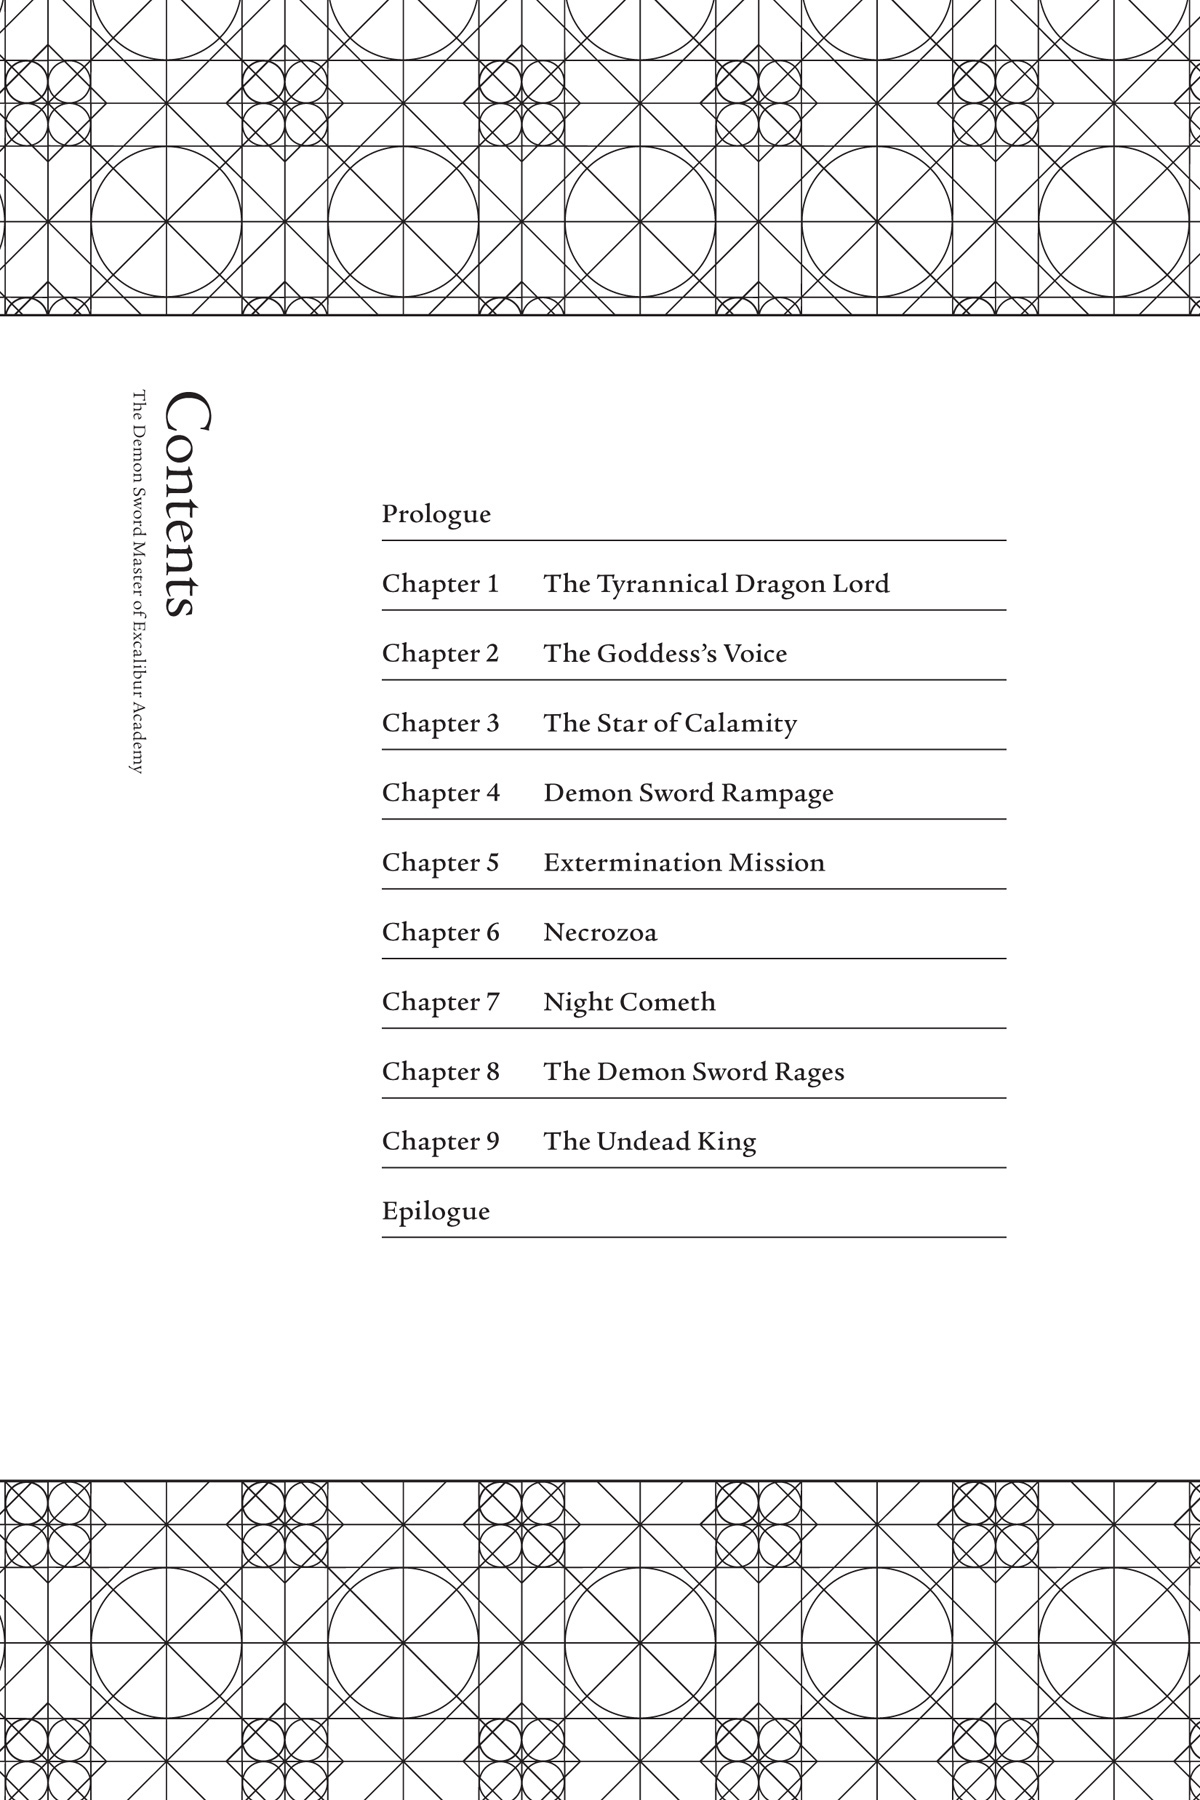 Contents
The Demon Sword Master of Excalibur Academy
Prologue
Chapter 1 The Tyrannical Dragon Lord
Chapter 2 The Goddess’s Voice
Chapter 3 The Star of Calamity
Chapter 4 Demon Sword Rampage
Chapter 5 Extermination Mission
Chapter 6 Necrozoa
Chapter 7 Night Cometh
Chapter 8 The Demon Sword Rages
Chapter 9 The Undead King
Epilogue